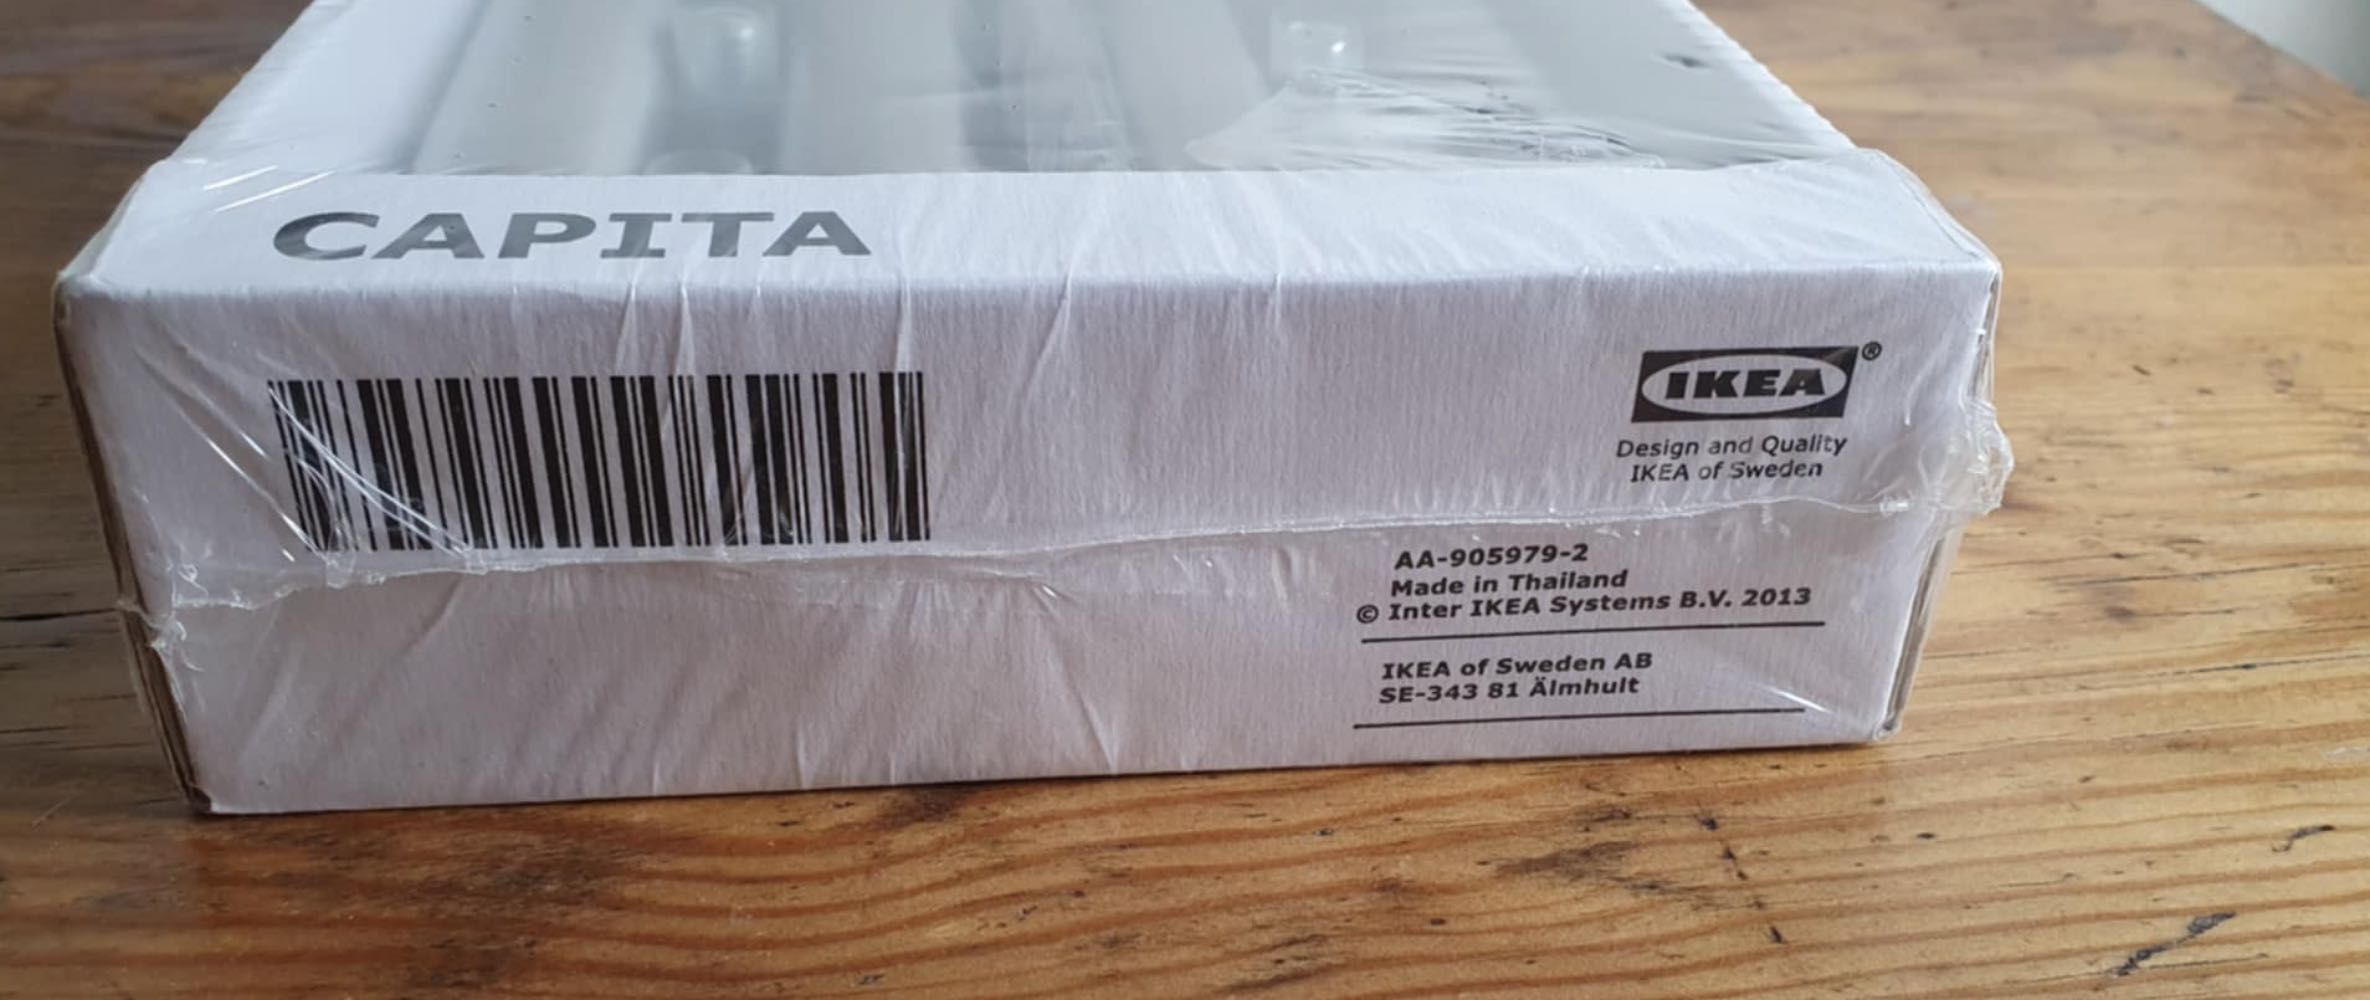 CAPITA
IKEA®
Design and Quality
IKEA of Sweden
AA-905979-2
Made in Thailand
© Inter IKEA Systems B.V. 2013
IKEA of Sweden AB
SE-343 81 Älmhult